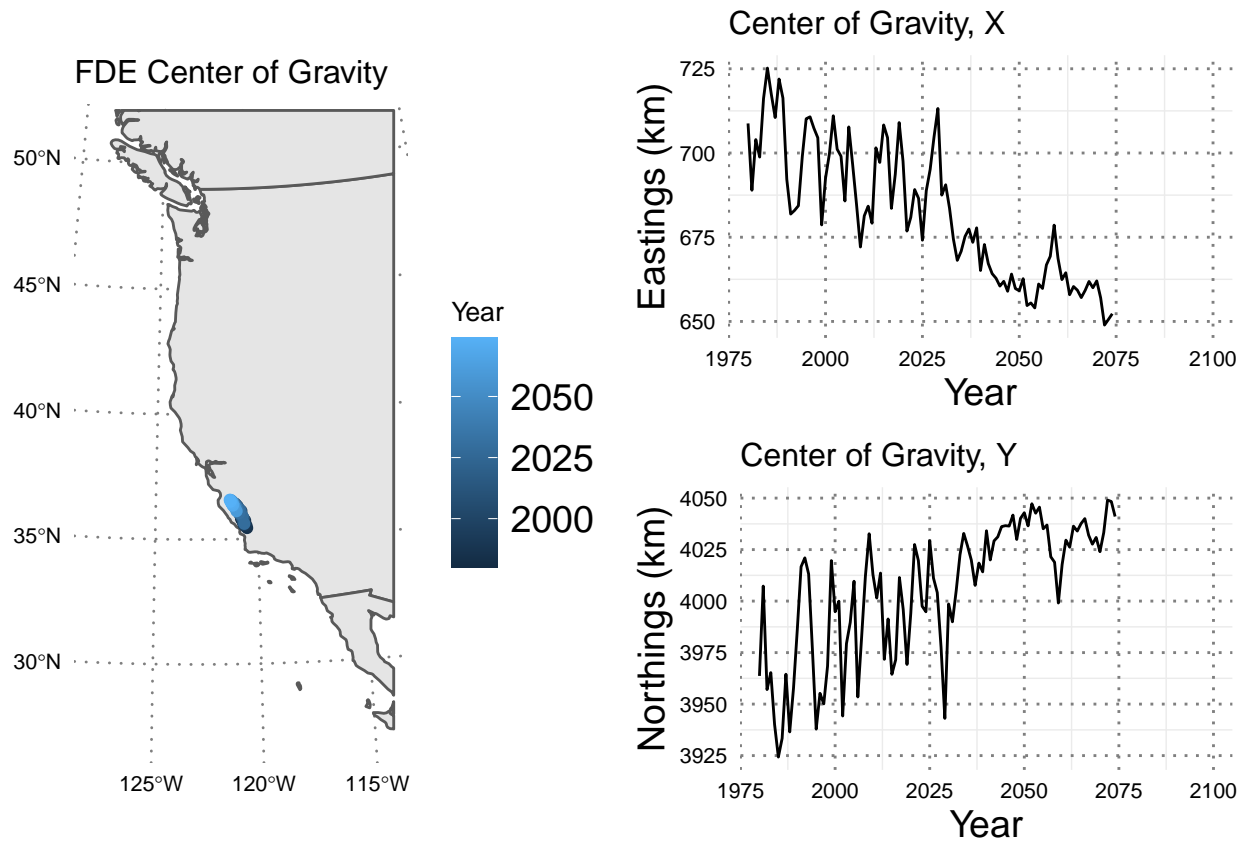 FDE Center of Gravity
50°N
45°N
40°N
35°N
30°N
125°W 120°W 115°W
Year
2050
2025
2000
Center of Gravity, X
Eastings (km)
725
700
675
650
1975 2000 2025 2050 2075 2100
Year
Center of Gravity, Y
Northings (km)
4050
4025
4000
3975
3950
3925
1975 2000 2025 2050 2075 2100
Year